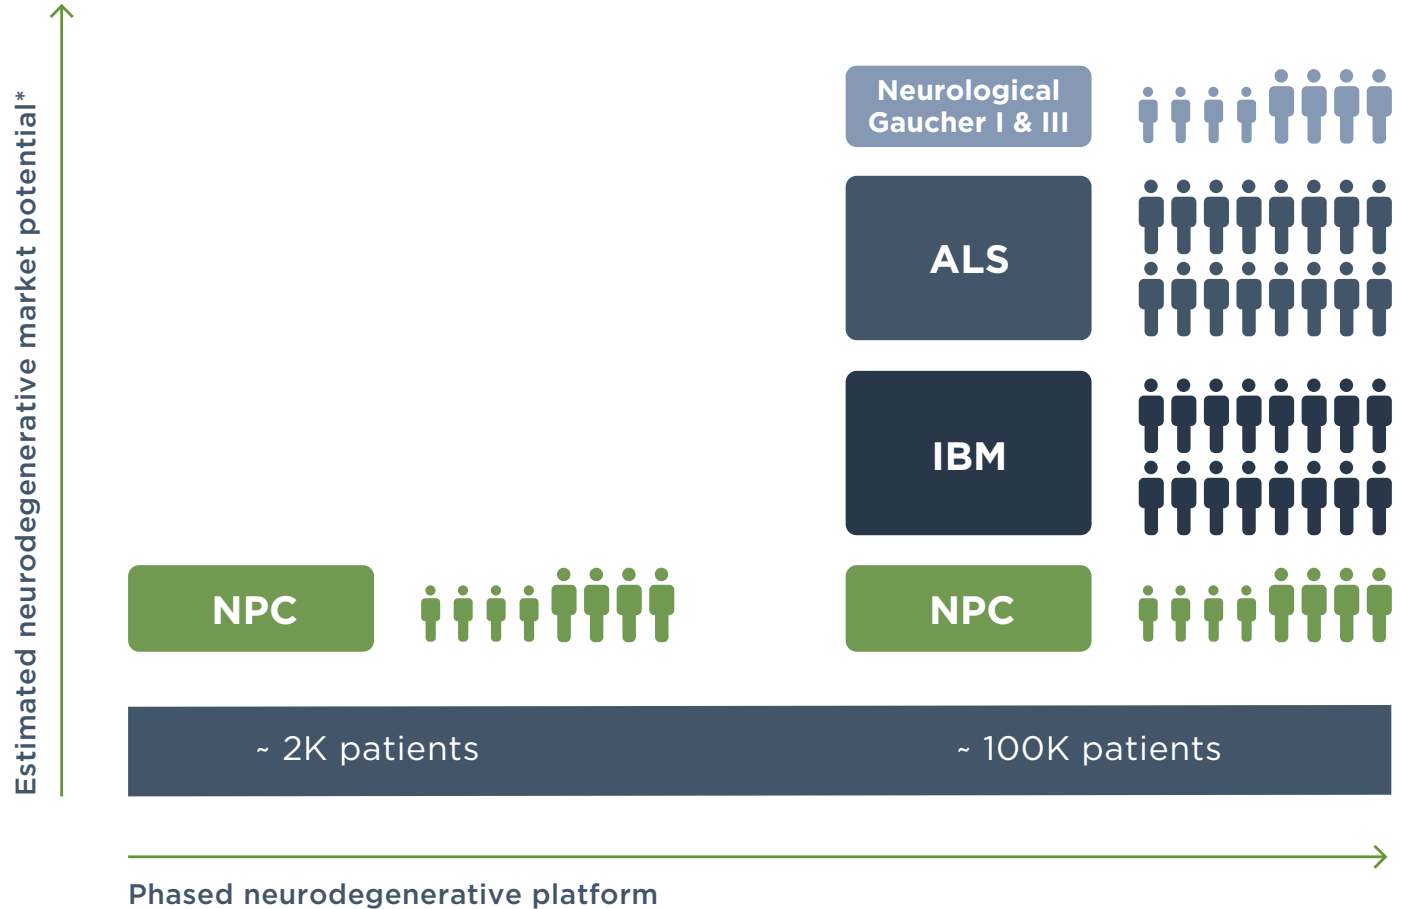 Estimated neurodegenerative market potential*
Neurological
Gaucher I & III
ALS
IBM
NPC
NPC
~ 2K patients
~ 100K patients
Phased neurodegenerative platform